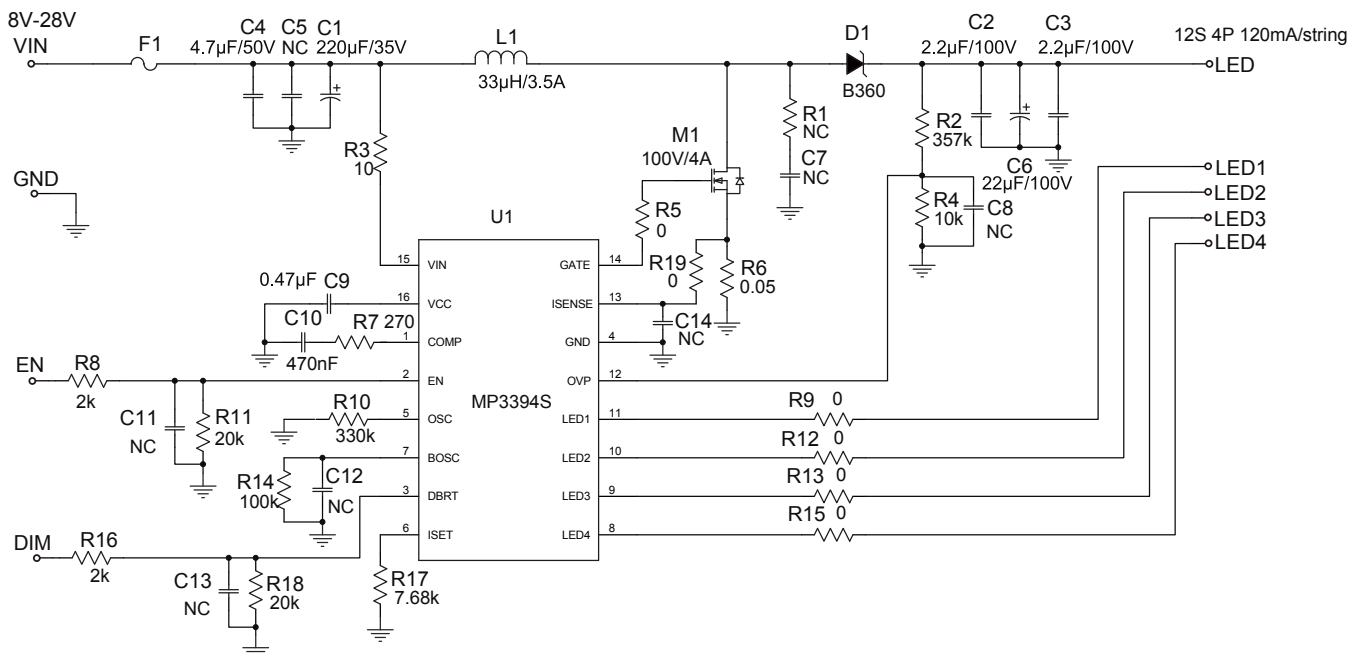 8V-28V
VIN
F1
C4
4.7µF/50V
C5
NC
C1
220µF/35V
L1
33µH/3.5A
D1
B360
C2
2.2µF/100V
C3
2.2µF/100V
12S 4P 120mA/string
LED
R3
10
M1
100V/4A
R1
NC
C7
NC
R2
357k
C6
22µF/100V
R4
10k
C8
NC
LED1
LED2
LED3
LED4
GND
U1
R5
0
R19
0
R6
0.05
C14
NC
0.47µF
C9
C10
470nF
R7 270
15 VIN
16 VCC
1 COMP
2 EN
5 OSC
7 BOSC
3 DBRT
6 ISET
MP3394S
GATE 14
ISENSE 13
GND 4
OVP 12
LED1 11
LED2 10
LED3 9
LED4 8
EN
R8
2k
C11
NC
R11
20k
R10
330k
R14
100k
C12
NC
R9 0
R12 0
R13 0
R15 0
DIM
R16
2k
C13
NC
R18
20k
R17
7.68k